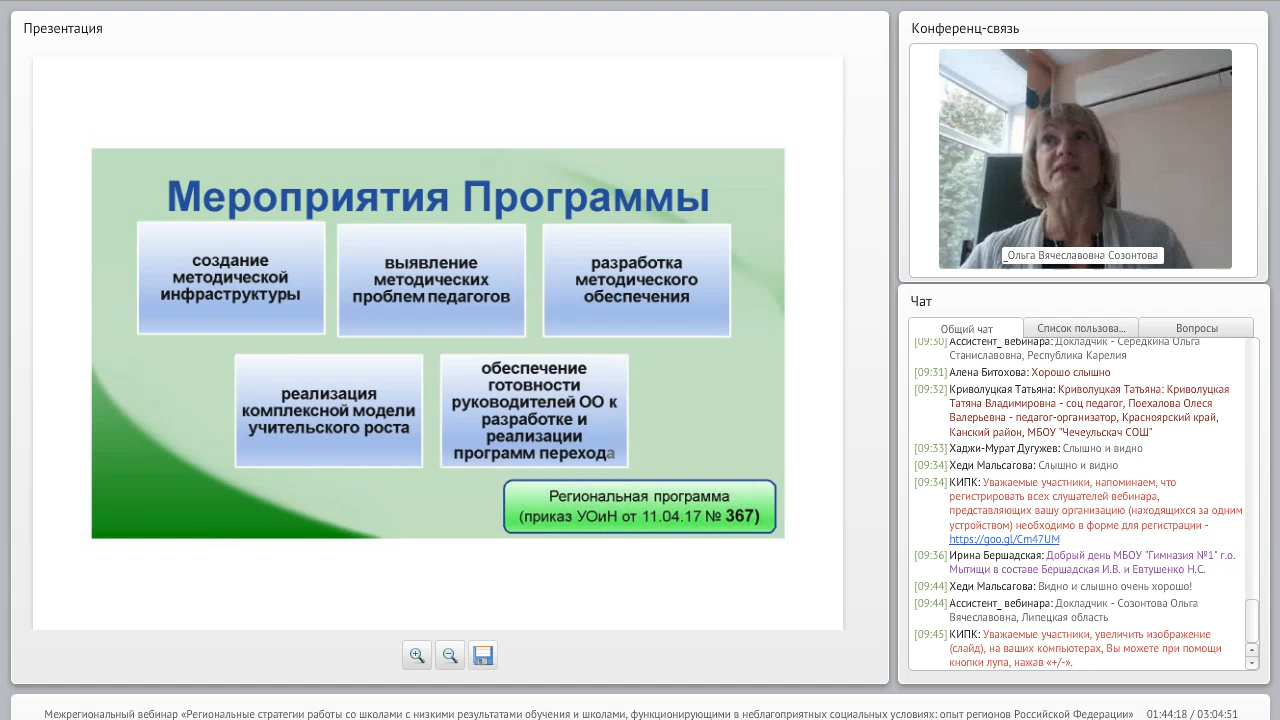 Презентация
Мероприятия Программы
создание
методической
инфраструктуры
выявление
методических
проблем педагогов
разработка
методического
обеспечения
реализация
комплексной модели
учительского роста
обеспечение
готовности
руководителей ОО к
разработке и
реализации
программ перехода
Региональная программа
(приказ УОиН от 11.04.17 № 367)
Конференц-связь
_Ольга Вячеславовна Созонтова
Чат
Общий чат
Список пользова...
Вопросы
[09:30] Ассистент_ вебинара: Докладчик - Середкина Ольга
Станиславовна, Республика Карелия
[09:31] Алена Битохова: Хорошо слышно
[09:32] Криволуцкая Татьяна: Криволуцкая Татьяна: Криволуцкая
Татяна Владимировна - соц педагог, Поехалова Олеся
Валерьевна - педагог-организатор, Красноярский край,
Канский район, МБОУ "Чечеульскач СОШ"
[09:33] Хаджи-Мурат Дугужев: Слышно и видно
[09:34] Хеди Мальсагова: Слышно и видно
[09:34] КИПК: Уважаемые участники, напоминаем, что
регистрировать всех слушателей вебинара,
представляющих вашу организацию (находящихся за одним
устройством) необходимо в форме для регистрации -
https://goo.gl/Cm47UM
[09:36] Ирина Бершадская: Добрый день МБОУ "Гимназия №1" г.о.
Мытищи в составе Бершадская И.В. и Евтушенко Н.С.
[09:44] Хеди Мальсагова: Видно и слышно очень хорошо!
[09:44] Ассистент_ вебинара: Докладчик - Созонтова Ольга
Вячеславовна, Липецкая область
[09:45] КИПК: Уважаемые участники, увеличить изображение
(слайд), на ваших компьютерах, Вы можете при помощи
кнопки лупа, нажав «+/-».
Межрегиональный вебинар «Региональные стратегии работы со школами с низкими результатами обучения и школами, функционирующими в неблагоприятных социальных условиях: опыт регионов Российской Федерации» 01:44:18 / 03:04:51